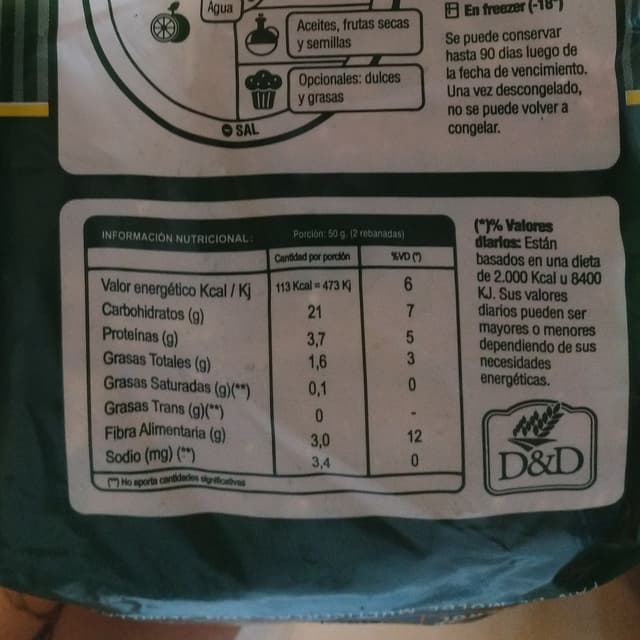 Agua
Aceites, frutas secas
y semillas
Opcionales: dulces
y grasas
SAL
En freezer (-18°)
Se puede conservar
hasta 90 dias luego de
la fecha de vencimiento.
Una vez descongelado,
no se puede volver a
congelar.
INFORMACIÓN NUTRICIONAL: Porción: 50 g. (2 rebanadas)
Cantidad por porción %VD (*)
Valor energético Kcal / Kj 113 Kcal = 473 Kj 6
Carbohidratos (g) 21 7
Proteínas (g) 3,7 5
Grasas Totales (g) 1,6 3
Grasas Saturadas (g)(**) 0,1 0
Grasas Trans (g)(**) 0 -
Fibra Alimentaria (g) 3,0 12
Sodio (mg) (**) 3,4 0
(**) No aporta cantidades significativas
(*)% Valores
diarios: Están
basados en una dieta
de 2.000 Kcal u 8400
KJ. Sus valores
diarios pueden ser
mayores o menores
dependiendo de sus
necesidades
energéticas.
D&D